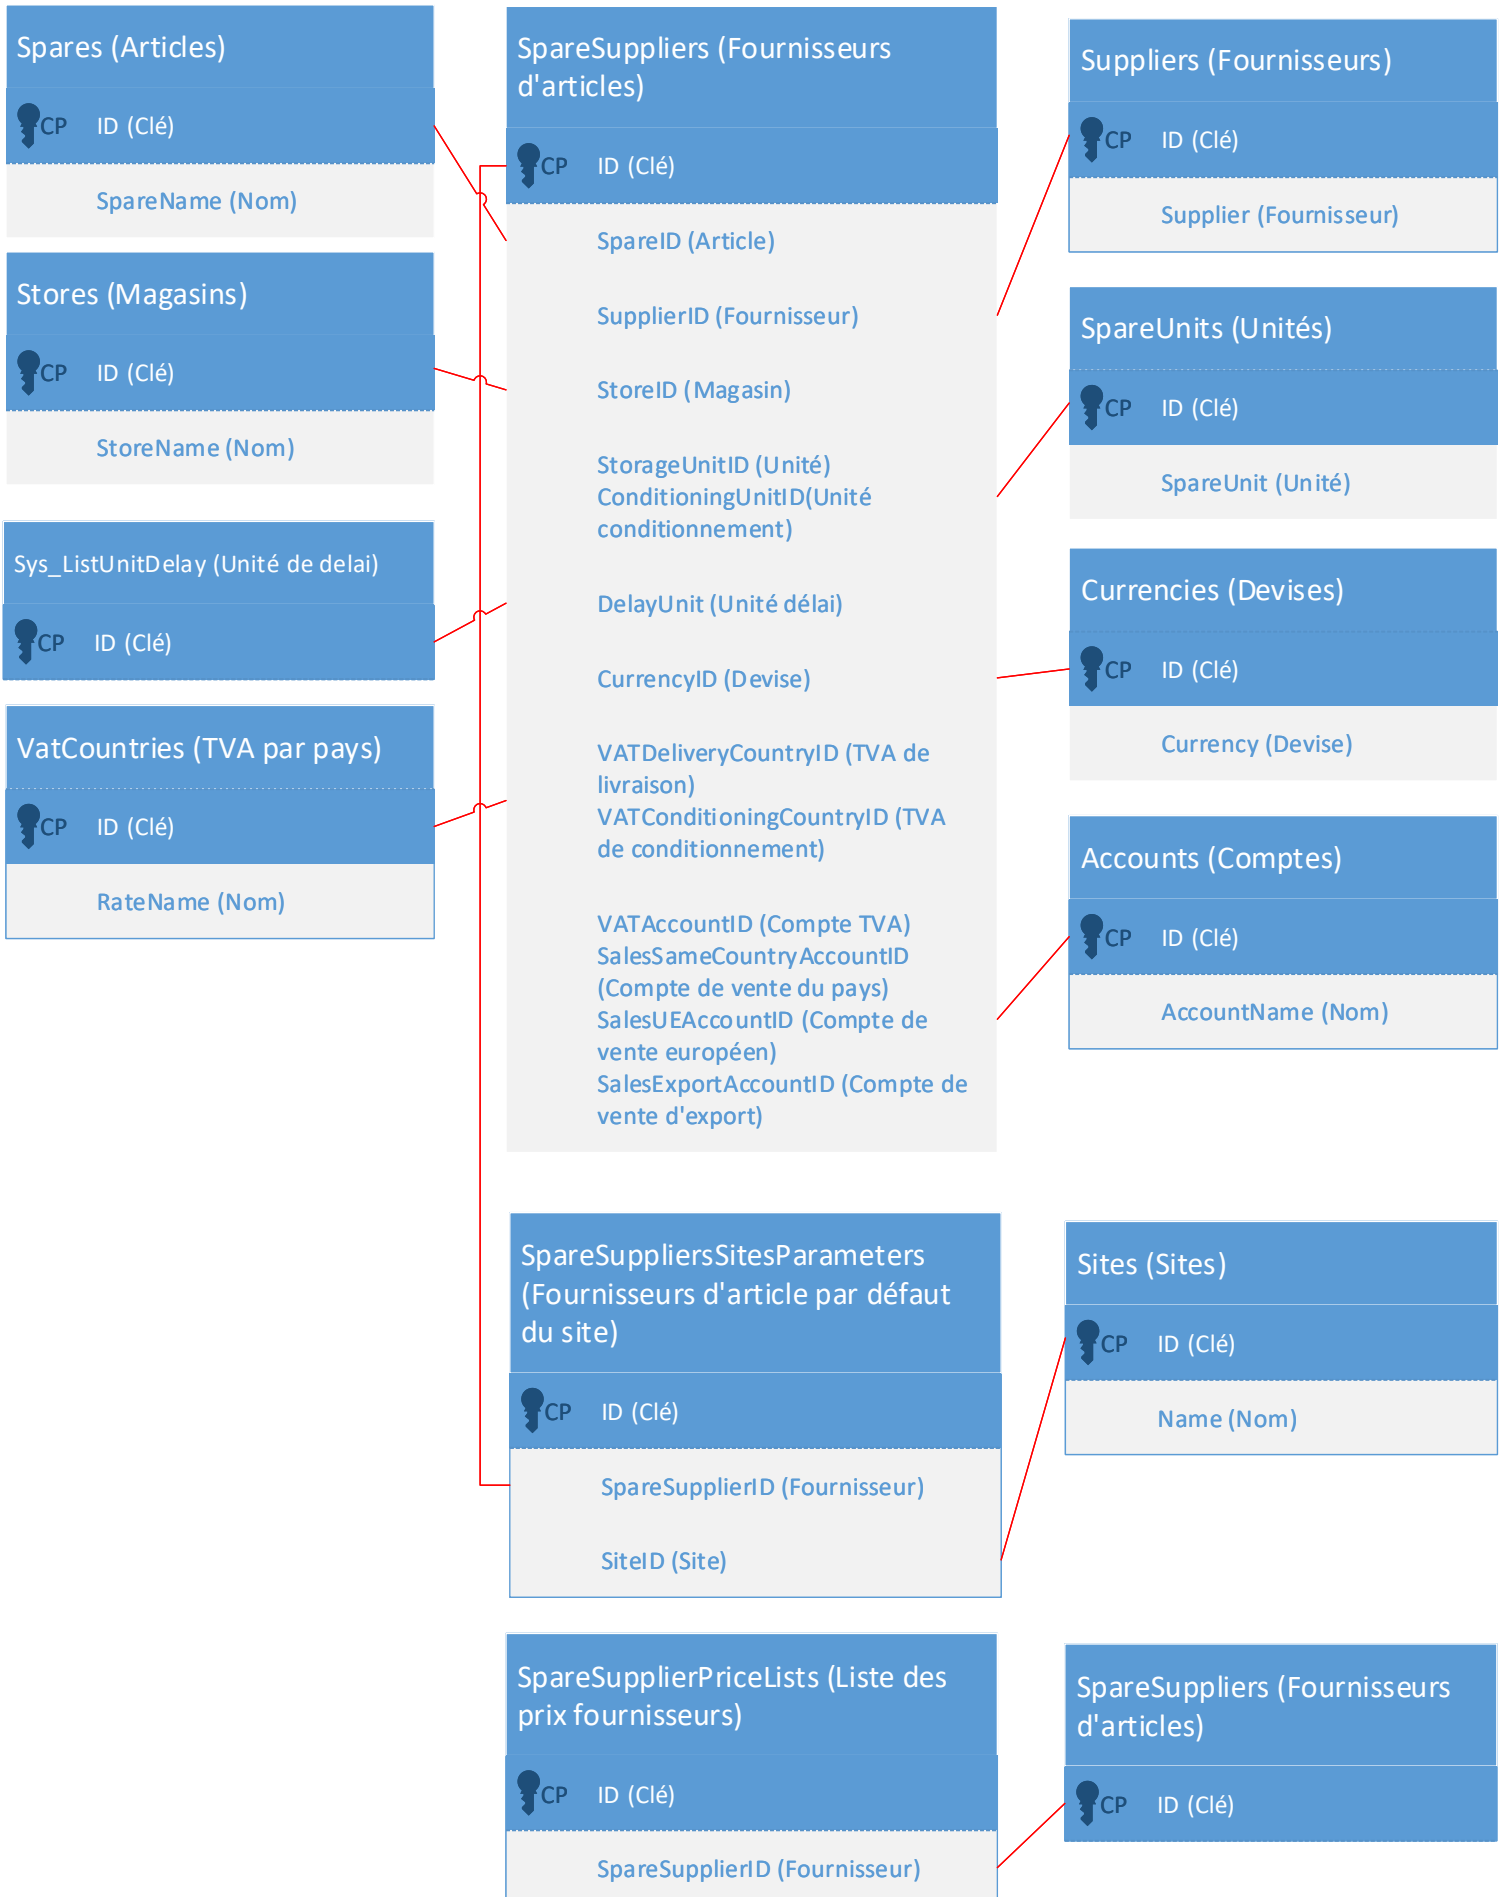 Spares (Articles)
CP ID (Clé)
SpareName (Nom)
Stores (Magasins)
CP ID (Clé)
StoreName (Nom)
Sys_ListUnitDelay (Unité de delai)
CP ID (Clé)
VatCountries (TVA par pays)
CP ID (Clé)
RateName (Nom)
SpareSuppliers (Fournisseurs
d'articles)
CP ID (Clé)
SpareID (Article)
SupplierID (Fournisseur)
StoreID (Magasin)
StorageUnitID (Unité)
ConditioningUnitID(Unité
conditionnement)
DelayUnit (Unité délai)
CurrencyID (Devise)
VATDeliveryCountryID (TVA de
livraison)
VATConditioningCountryID (TVA
de conditionnement)
VATAccountID (Compte TVA)
SalesSameCountryAccountID
(Compte de vente du pays)
SalesUEAccountID (Compte de
vente européen)
SalesExportAccountID (Compte de
vente d'export)
Suppliers (Fournisseurs)
CP ID (Clé)
Supplier (Fournisseur)
SpareUnits (Unités)
CP ID (Clé)
SpareUnit (Unité)
Currencies (Devises)
CP ID (Clé)
Currency (Devise)
Accounts (Comptes)
CP ID (Clé)
AccountName (Nom)
SpareSuppliersSitesParameters
(Fournisseurs d'article par défaut
du site)
CP ID (Clé)
SpareSupplierID (Fournisseur)
SiteID (Site)
Sites (Sites)
CP ID (Clé)
Name (Nom)
SpareSupplierPriceLists (Liste des
prix fournisseurs)
CP ID (Clé)
SpareSupplierID (Fournisseur)
SpareSuppliers (Fournisseurs
d'articles)
CP ID (Clé)